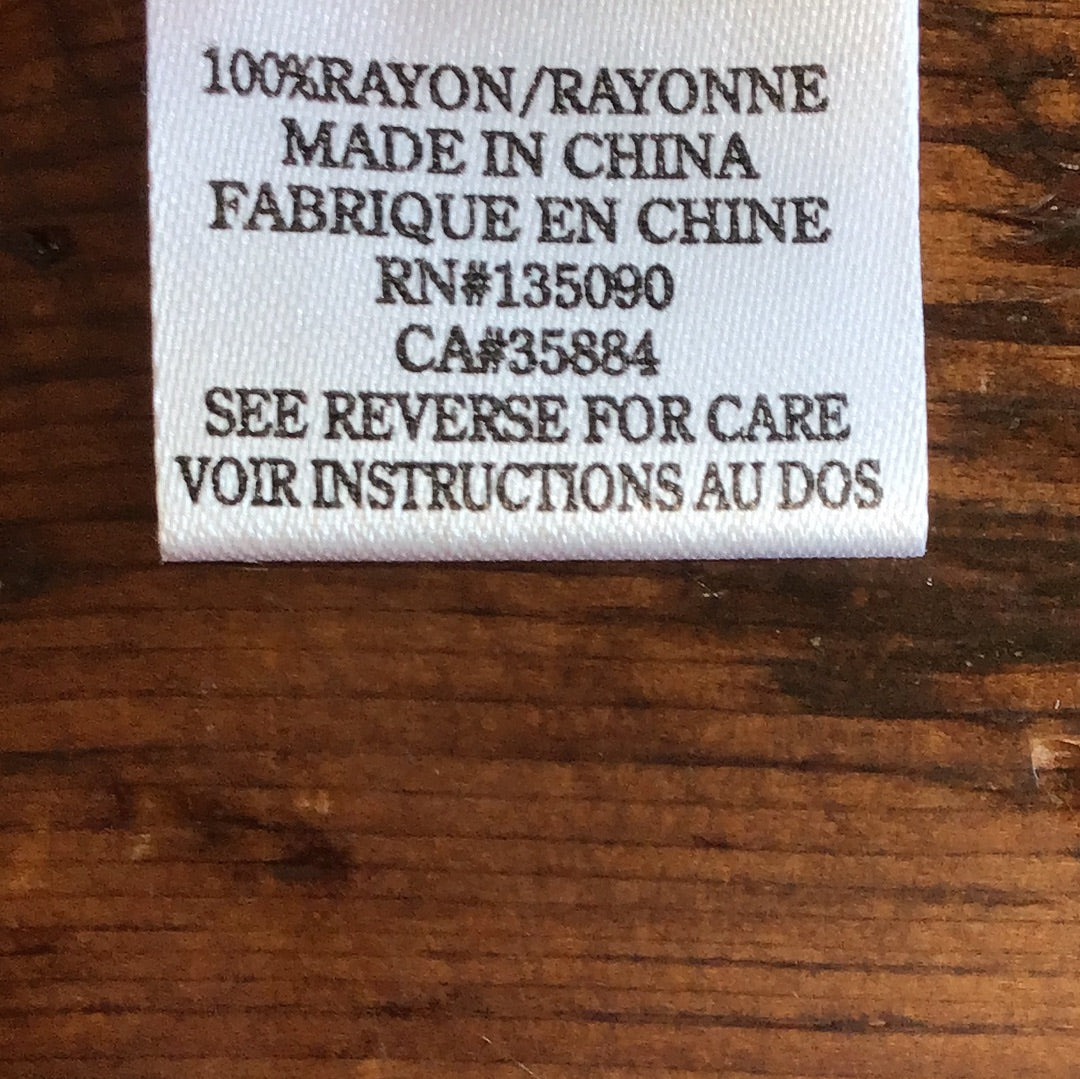 100%RAYON/RAYONNE
MADE IN CHINA
FABRIQUE EN CHINE
RN#135090
CA#35884
SEE REVERSE FOR CARE
VOIR INSTRUCTIONS AU DOS